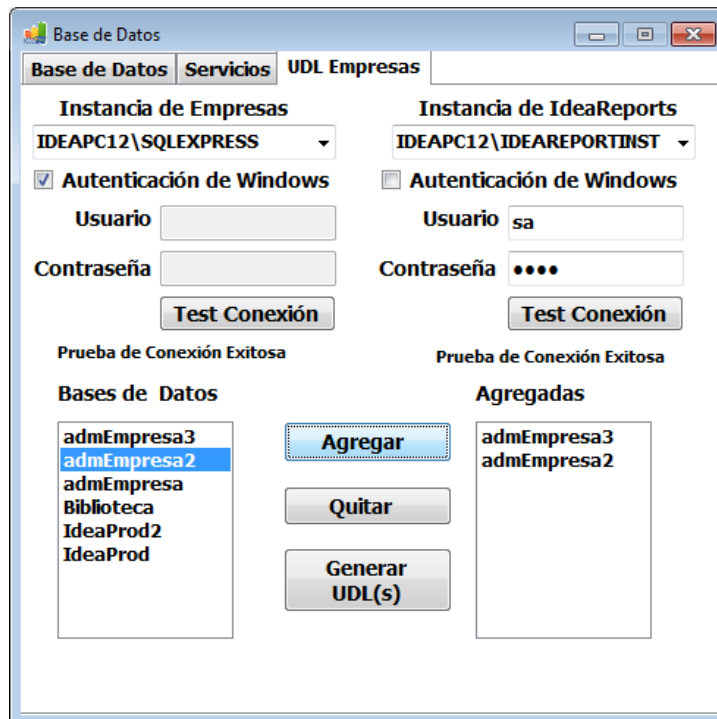 Base de Datos
Base de Datos Servicios UDL Empresas
Instancia de Empresas
IDEAPC12\SQLEXPRESS
Autenticación de Windows
Usuario
Contraseña
Test Conexión
Prueba de Conexión Exitosa
Instancia de IdeaReports
IDEAPC12\IDEAREPORTINST
Autenticación de Windows
Usuario sa
Contraseña ●●●●
Test Conexión
Prueba de Conexión Exitosa
Bases de Datos
admEmpresa3
admEmpresa2
admEmpresa
Biblioteca
IdeaProd2
IdeaProd
Agregar
Quitar
Generar
UDL(s)
Agregadas
admEmpresa3
admEmpresa2